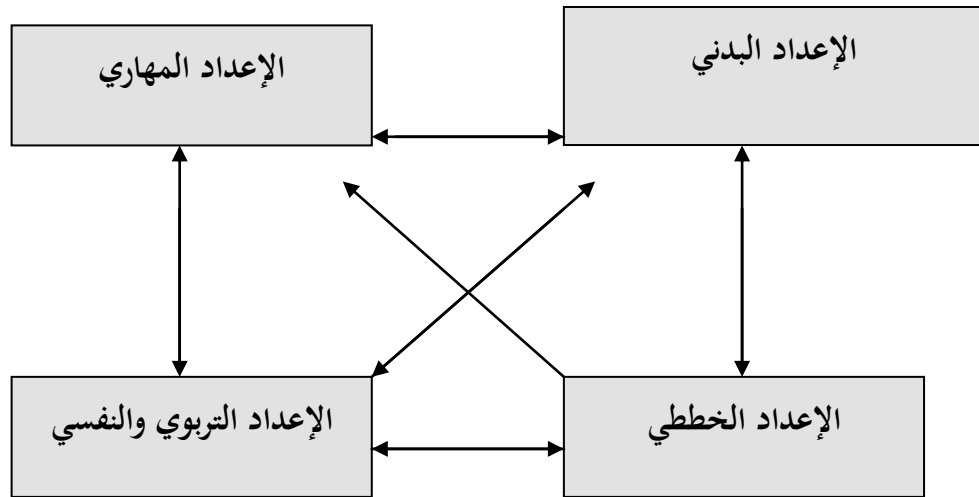 الإعداد البدني
الإعداد المهاري
الإعداد الخططي
الإعداد التربوي والنفسي